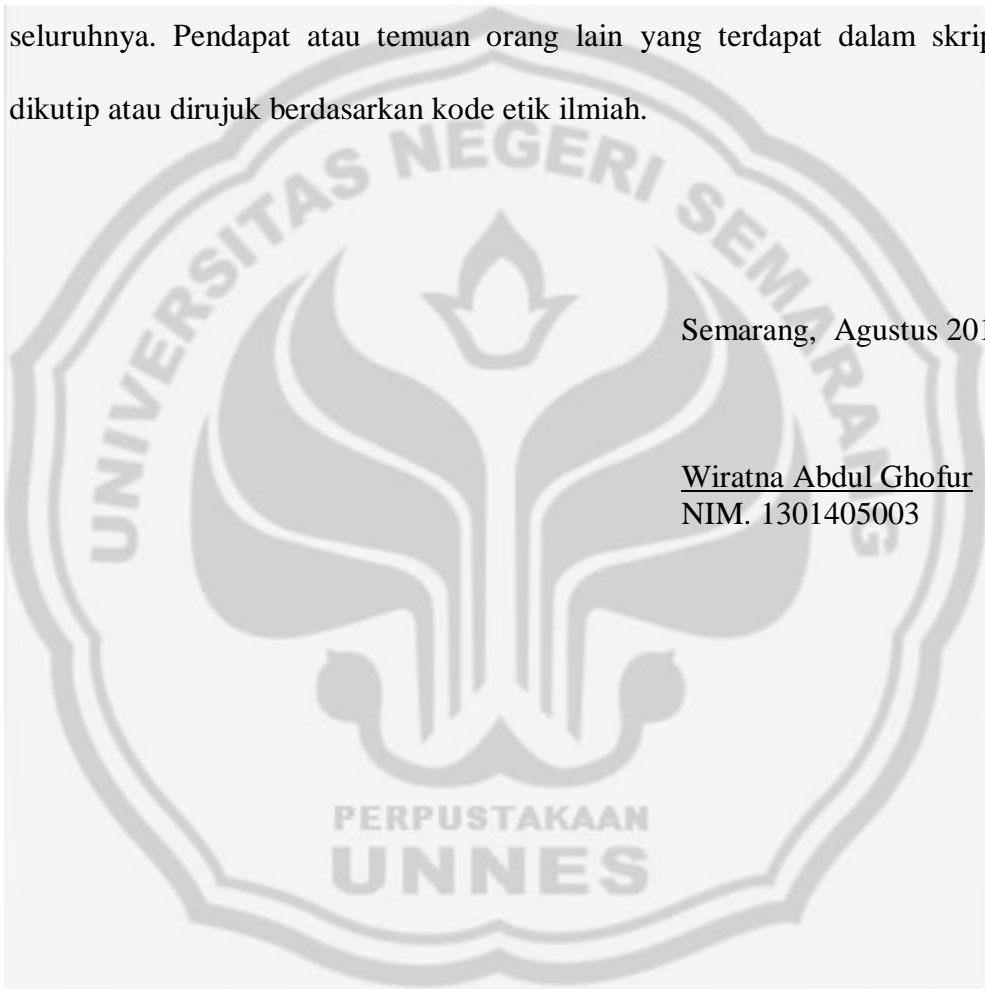 seluruhnya. Pendapat atau temuan orang lain yang terdapat dalam skrip
dikutip atau dirujuk berdasarkan kode etik ilmiah.
UNIVERSITAS NEGERI SEMARANG
Semarang, Agustus 201
Wiratna Abdul Ghofur
NIM. 1301405003
PERPUSTAKAAN
UNNES